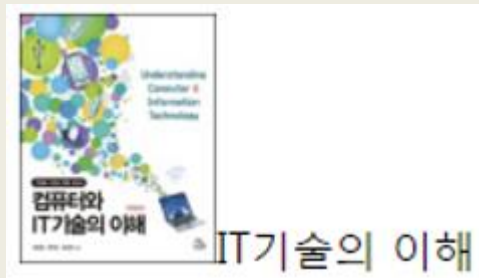 Understanding
Computer &
Information
Technology
컴퓨터와
IT기술의 이해
IT기술의 이해